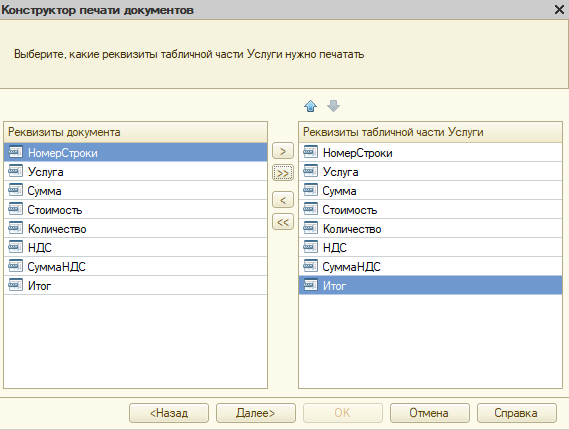 Конструктор печати документов
Выберите, какие реквизиты табличной части Услуги нужно печатать
Реквизиты документа
НомерСтроки
Услуга
Сумма
Стоимость
Количество
НДС
СуммаНДС
Итог
>
>>
<
<<
Реквизиты табличной части Услуги
НомерСтроки
Услуга
Сумма
Стоимость
Количество
НДС
СуммаНДС
Итог
<Назад
Далее>
OK
Отмена
Справка